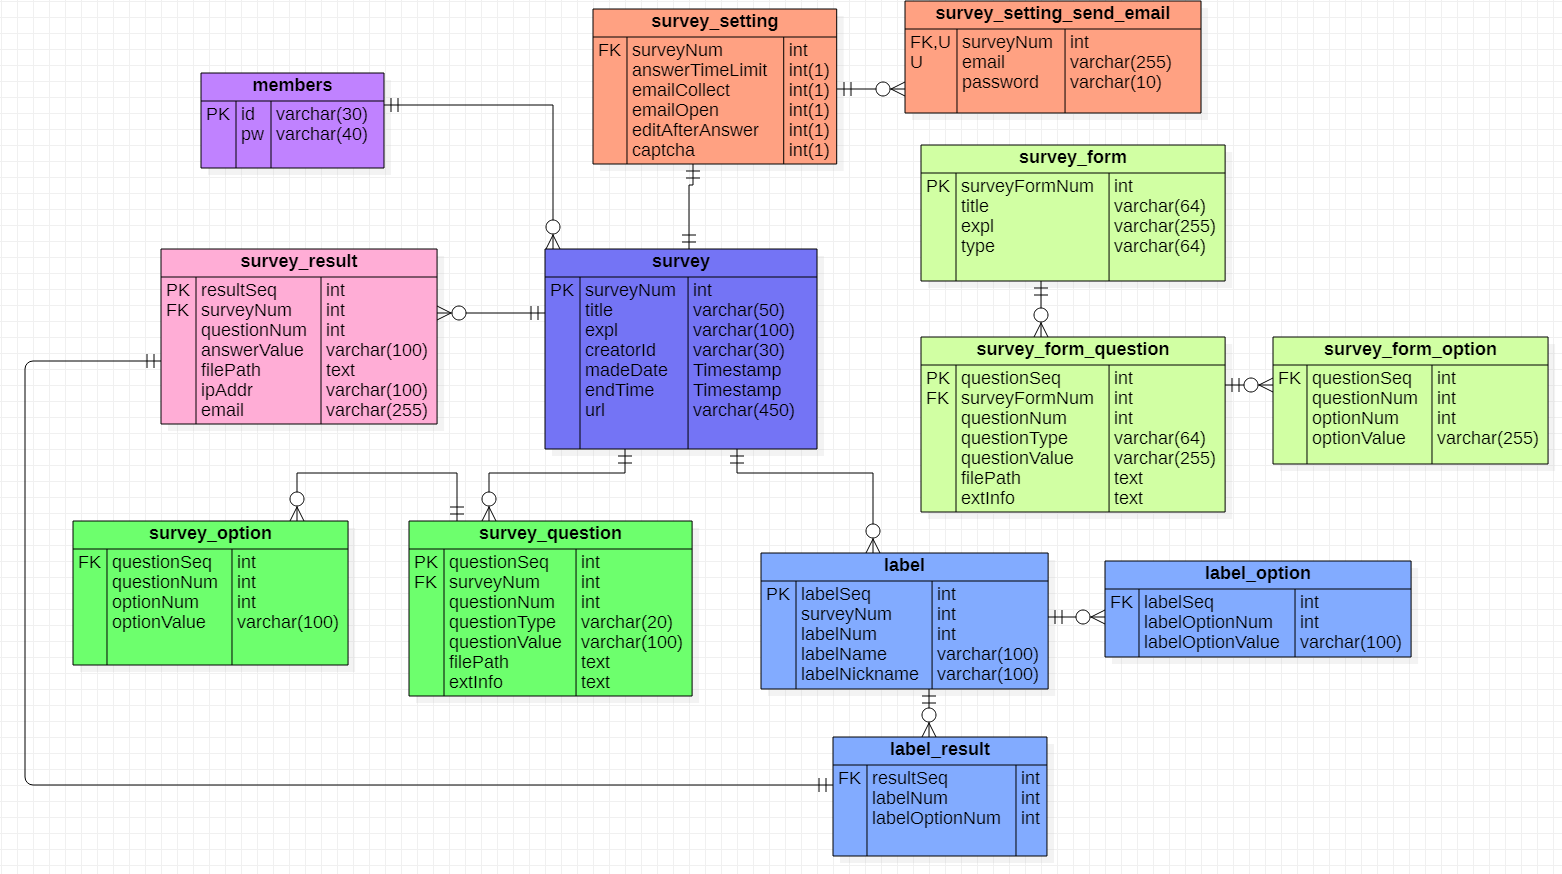 survey_setting
FK surveyNum int
answerTimeLimit int(1)
emailCollect int(1)
emailOpen int(1)
editAfterAnswer int(1)
captcha int(1)
survey_setting_send_email
FK,U surveyNum int
U email varchar(255)
password varchar(10)
members
PK id varchar(30)
pw varchar(40)
survey_form
PK surveyFormNum int
title varchar(64)
expl varchar(255)
type varchar(64)
survey_result
PK resultSeq int
FK surveyNum int
questionNum int
answerValue varchar(100)
filePath text
ipAddr varchar(100)
email varchar(255)
survey
PK surveyNum int
title varchar(50)
expl varchar(100)
creatorId varchar(30)
madeDate Timestamp
endTime Timestamp
url varchar(450)
survey_form_question
PK questionSeq int
FK surveyFormNum int
questionNum int
questionType varchar(64)
questionValue varchar(255)
filePath text
extInfo text
survey_form_option
FK questionSeq int
questionNum int
optionNum int
optionValue varchar(255)
survey_option
FK questionSeq int
questionNum int
optionNum int
optionValue varchar(100)
survey_question
PK questionSeq int
FK surveyNum int
questionNum int
questionType varchar(20)
questionValue varchar(100)
filePath text
extInfo text
label
PK labelSeq int
surveyNum int
labelNum int
labelName varchar(100)
labelNickname varchar(100)
label_option
FK labelSeq int
labelOptionNum int
labelOptionValue varchar(100)
label_result
FK resultSeq int
labelNum int
labelOptionNum int